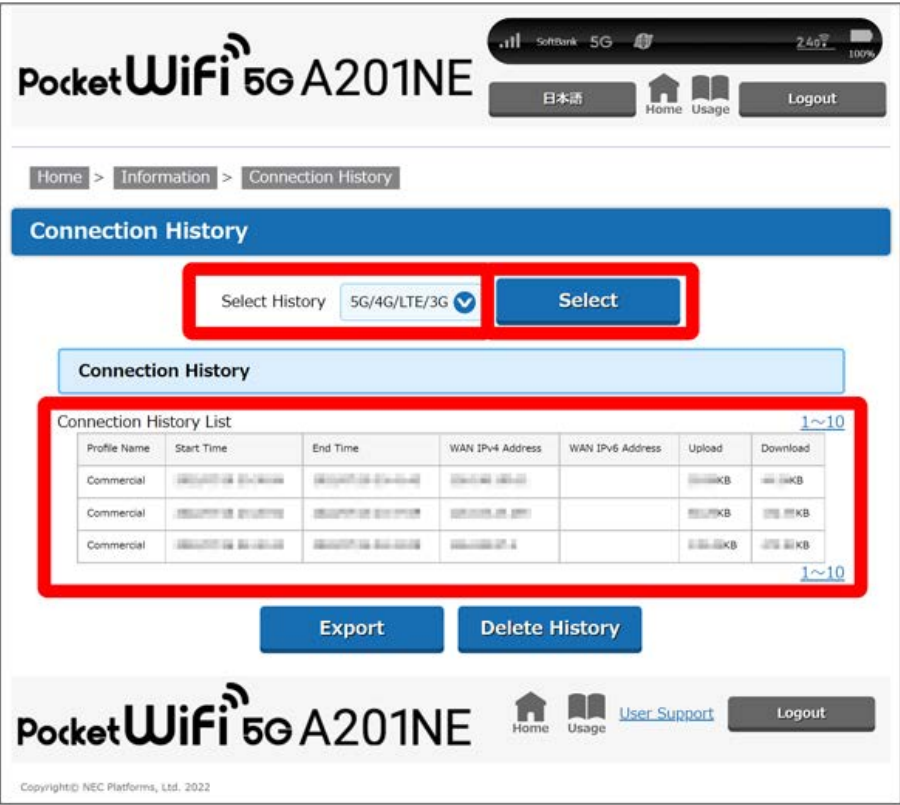 Pocket WiFi 5G A201NE
SoftBank 5G 2.4G 100%
日本語 Home Usage Logout
Home > Information > Connection History
Connection History
Select History 5G/4G/LTE/3G Select
Connection History
Connection History List 1～10
Profile Name Start Time End Time WAN IPv4 Address WAN IPv6 Address Upload Download
Commercial KB KB
Commercial KB KB
Commercial KB KB
1～10
Export Delete History
Pocket WiFi 5G A201NE Home Usage User Support Logout
Copyright© NEC Platforms, Ltd. 2022